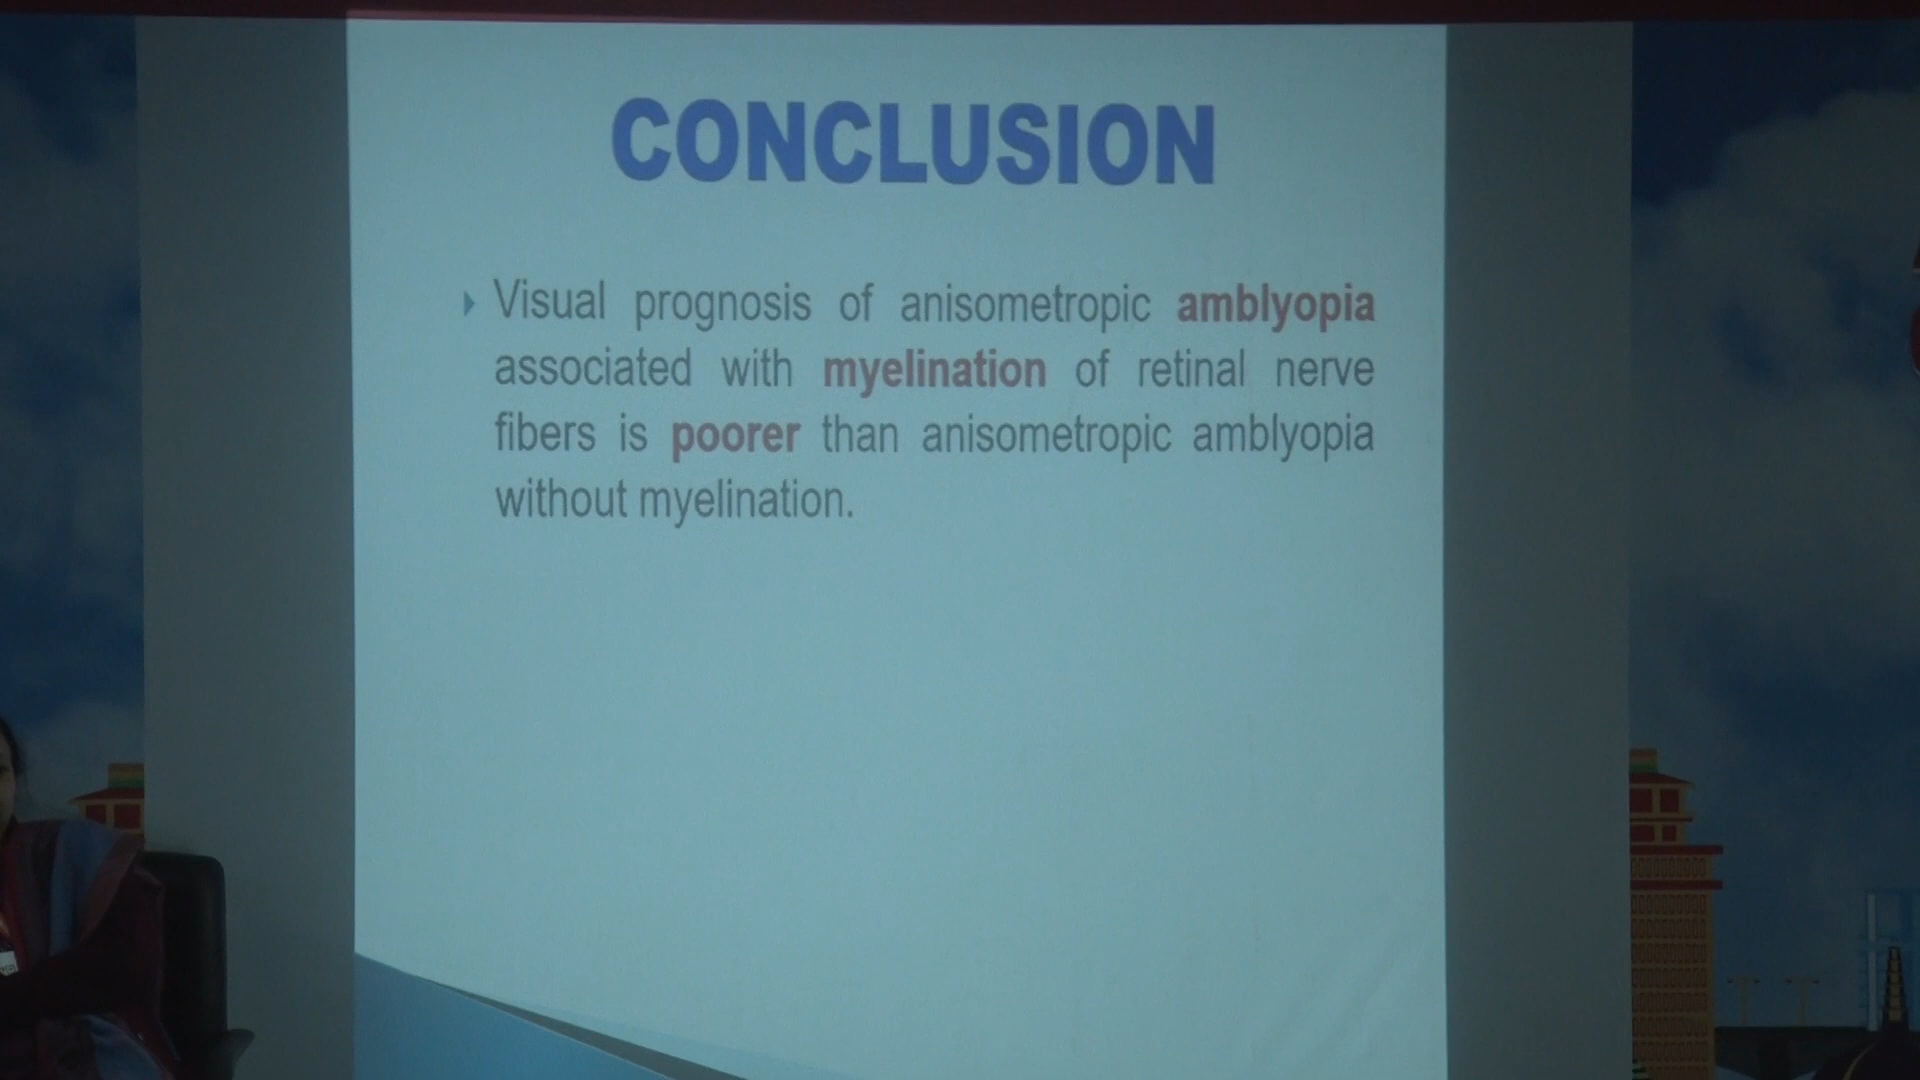 CONCLUSION
Visual prognosis of anisometropic amblyopia
associated with myelination of retinal nerve
fibers is poorer than anisometropic amblyopia
without myelination.